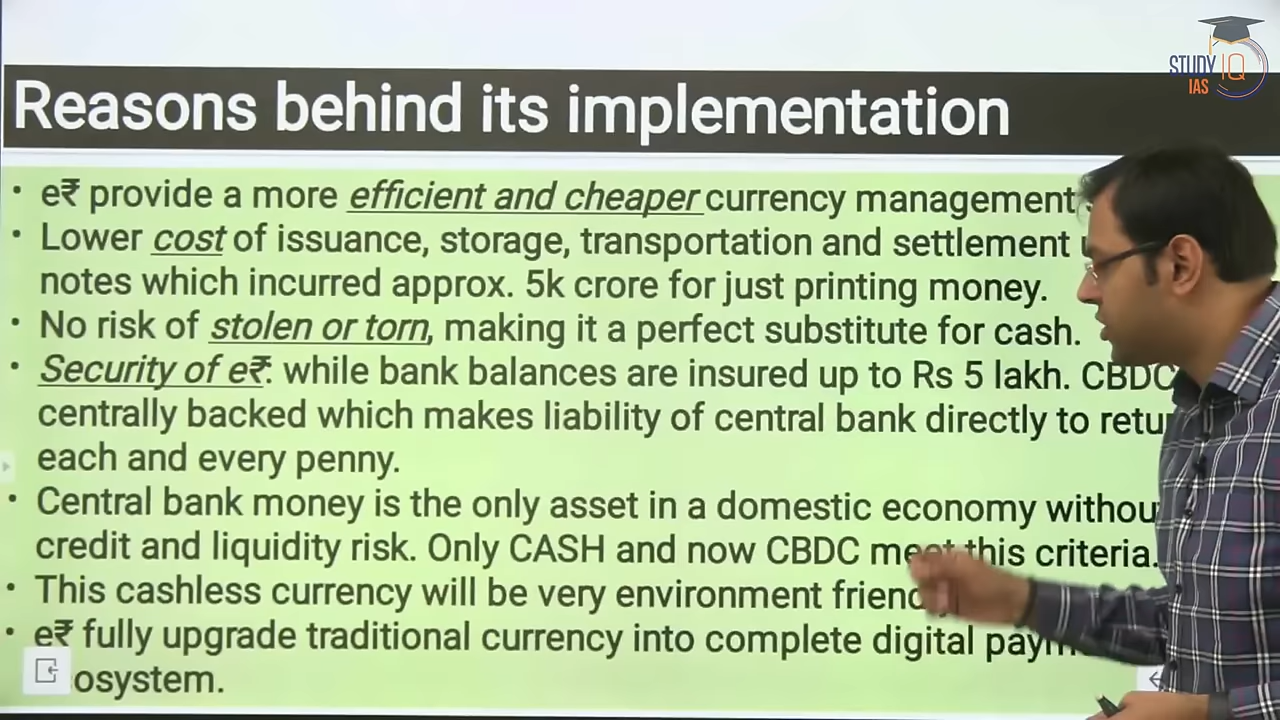 STUDY IQ
IAS
Reasons behind its implementation
• e₹ provide a more efficient and cheaper currency management
• Lower cost of issuance, storage, transportation and settlement
notes which incurred approx. 5k crore for just printing money.
• No risk of stolen or torn, making it a perfect substitute for cash.
• Security of e₹: while bank balances are insured up to Rs 5 lakh. CBDC
centrally backed which makes liability of central bank directly to
each and every penny.
• Central bank money is the only asset in a domestic economy
credit and liquidity risk. Only CASH and now CBDC meet this criteria.
• This cashless currency will be very environment
• e₹ fully upgrade traditional currency into complete digital